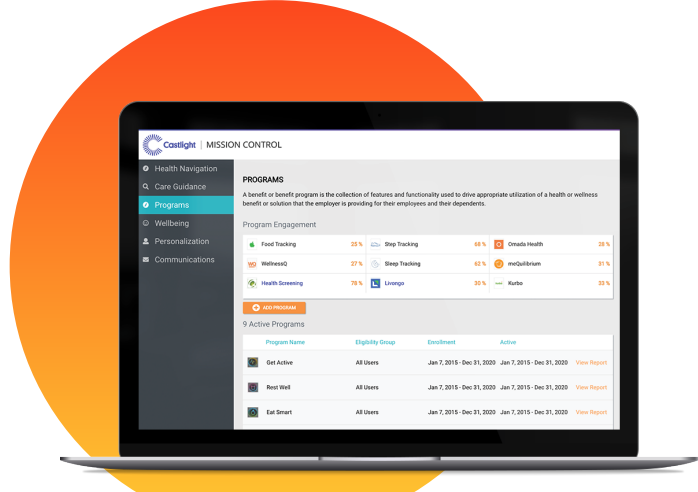 Castlight | MISSION CONTROL
Health Navigation
Care Guidance
Programs
Wellbeing
Personalization
Communications
PROGRAMS
A benefit or benefit program is the collection of features and functionality used to drive appropriate utilization of a health or wellness
benefit or solution that the employer is providing for their employees and their dependents.
Program Engagement
Food Tracking 25 % Step Tracking 68 % Omada Health 28 %
WellnessQ 27 % Sleep Tracking 62 % meQuilibrium 31 %
Health Screening 76 % Livongo 30 % Kurbo 33 %
ADD PROGRAM
9 Active Programs
Program Name Eligibility Group Enrollment Active
Get Active All Users Jan 7, 2015 - Dec 31, 2020 Jan 7, 2015 - Dec 31, 2020 View Report
Rest Well All Users Jan 7, 2015 - Dec 31, 2020 Jan 7, 2015 - Dec 31, 2020 View Report
Eat Smart All Users Jan 7, 2015 - Dec 31, 2020 Jan 7, 2015 - Dec 31, 2020 View Report